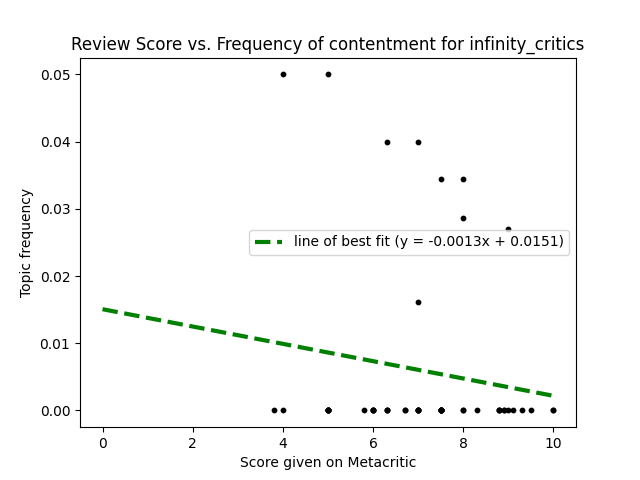 Review Score vs. Frequency of contentment for infinity_critics
0.05
0.04
0.03
0.02
0.01
0.00
Topic frequency
line of best fit (y = -0.0013x + 0.0151)
0 2 4 6 8 10
Score given on Metacritic